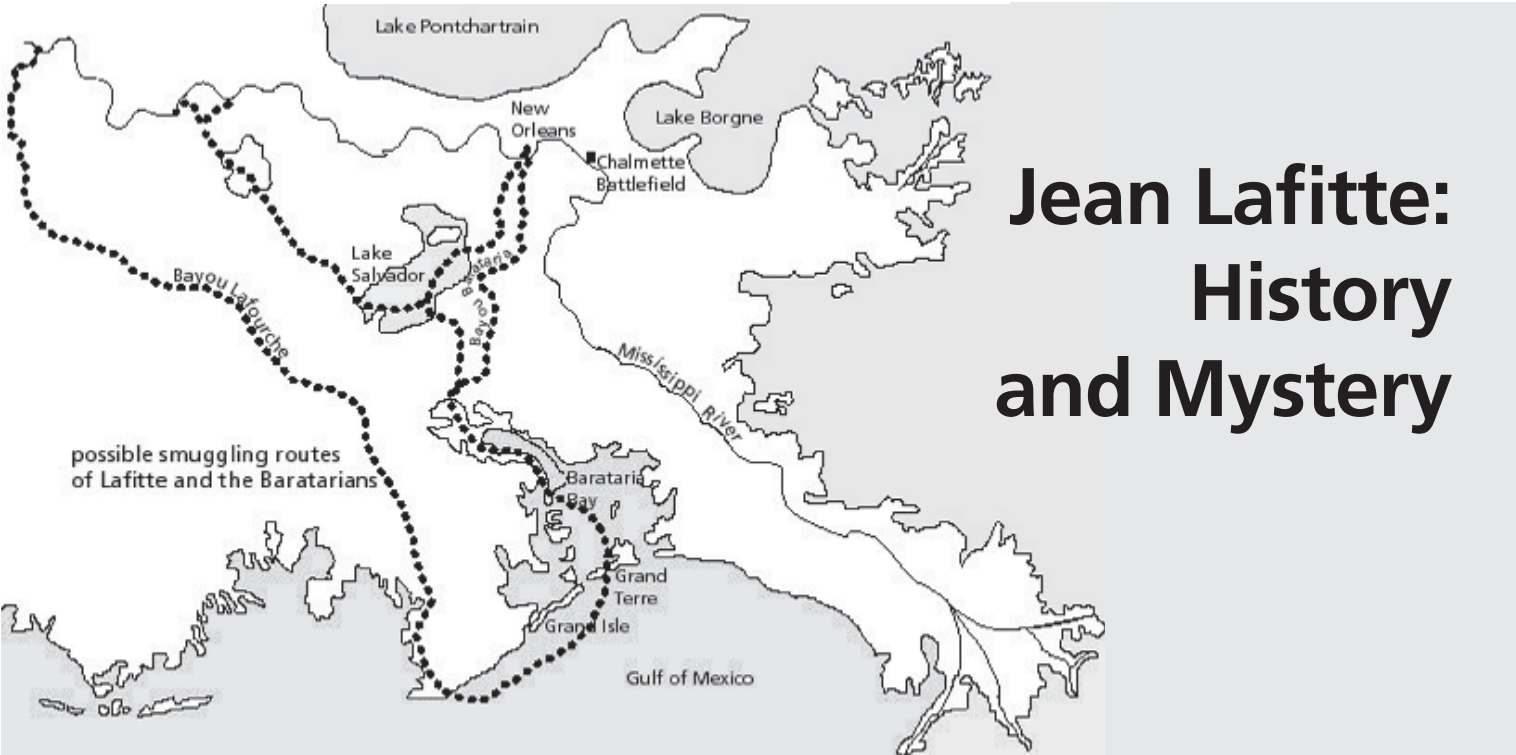 Lake Pontchartrain
New
Orleans
Lake Borgne
Chalmette
Battlefield
Jean Lafitte:
History
and Mystery
Lake
Salvador
Bayou Barataria
Bayou Lafourche
Mississippi River
possible smuggling routes
of Lafitte and the Baratarians
Barataria
Bay
Grand
Terre
Grand Isle
Gulf of Mexico